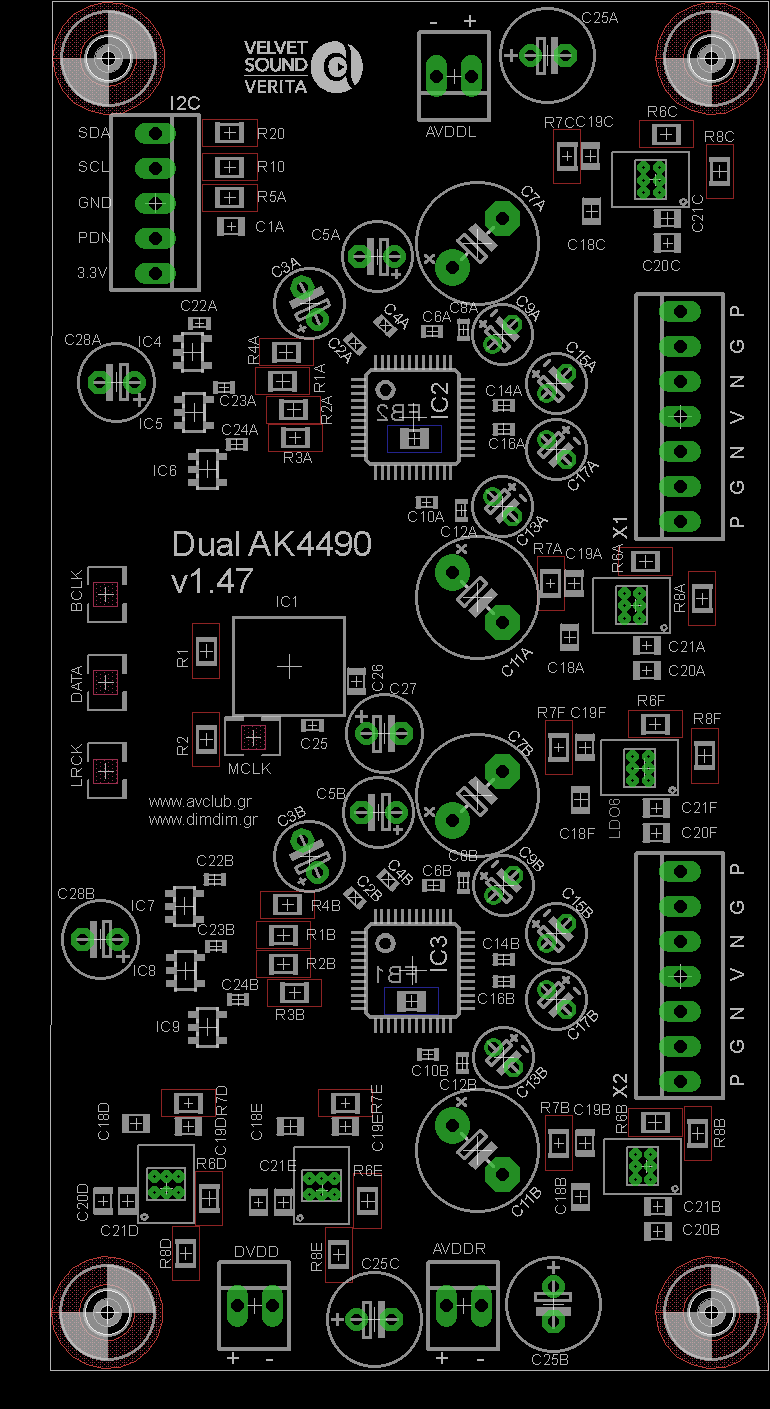 - +
C25A
VELVET
SOUND
VERITA
AVDDL
I2C
SDA
SCL
GND
PDN
3.3V
R20
R10
R5A
C1A
R7C
C19C
R6C
R8C
C18C
C21C
C20C
C7A
C5A
C3A
C2A
C4A
C6A
C8A
C9A
C22A
C28A
IC4
R4A
R1A
C23A
R2A
IC5
C24A
R3A
IC6
FB2
IC2
C15A
C14A
C16A
C17A
C10A
C12A
C13A
P
G
N
V
N
G
P
X1
Dual AK4490
v1.47
BCLK
DATA
LRCK
IC1
R1
R2
C26
C27
C25
MCLK
C11A
R7A
C19A
R6A
R8A
C18A
C21A
C20A
R7F
C19F
R6F
R8F
C18F
LDO6
C21F
C20F
www.avclub.gr
www.dimdim.gr
C5B
C7B
C3B
C2B
C4B
C6B
C8B
C9B
C22B
C28B
IC7
R4B
R1B
C23B
R2B
IC8
C24B
R3B
IC9
FB1
IC3
C15B
C14B
C16B
C17B
C10B
C12B
C13B
P
G
N
V
N
G
P
X2
C18D
R7D
C19D
C18E
R7E
C19E
R6D
C21E
R6E
C20D
C21D
R8D
R8E
C11B
R7B
C19B
R6B
R8B
C18B
C21B
C20B
DVDD
C25C
AVDDR
C25B
+ -
+ -